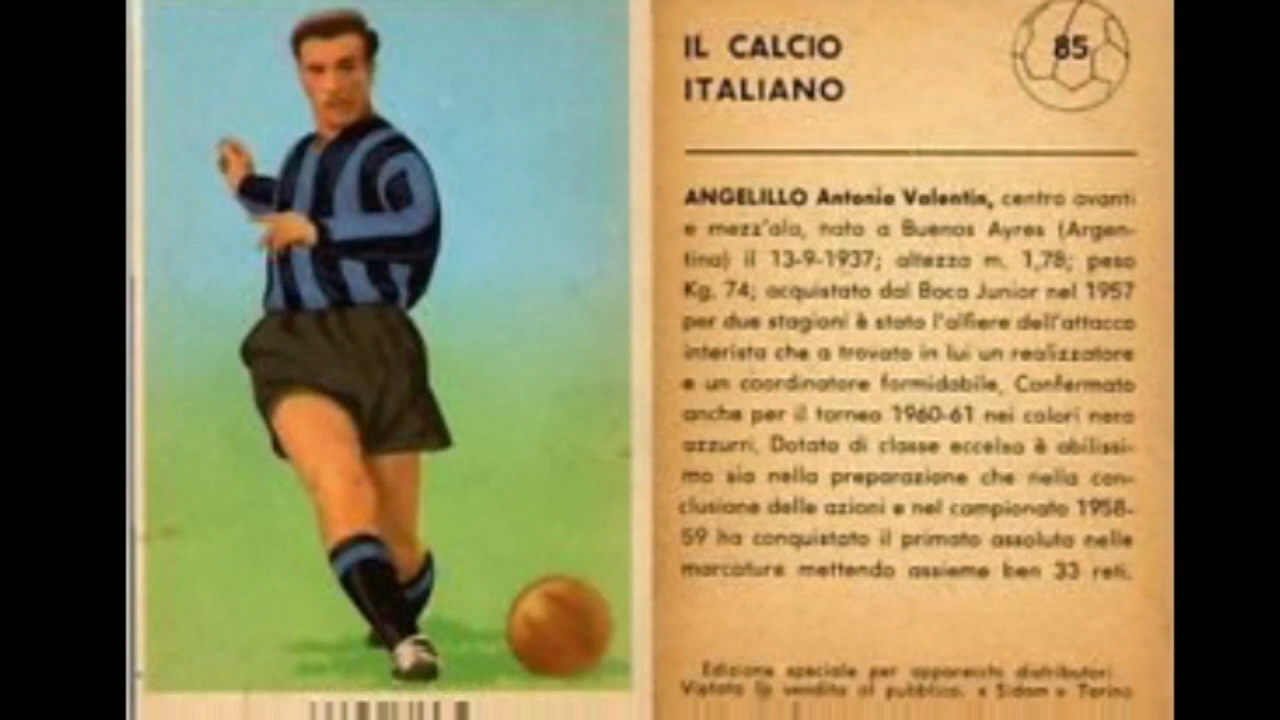 IL CALCIO
ITALIANO
85
ANGELILLO Antonio Valentin, centro avanti
e mezz'ala, nato a Buenos Ayres (Argen-
tina) il 13-9-1937; altezza m. 1,78; peso
Kg. 74; acquistato dal Boca Junior nel 1957
per due stagioni è stato l'alfiere dell'attacco
interista che a trovato in lui un realizzatore
e un coordinatore formidabile. Confermato
anche per il torneo 1960-61 nei colori nero
azzurri. Dotato di classe eccelsa è abilissi-
mo sia nella preparazione che nella con-
clusione delle azioni e nel campionato 1958-
59 ha conquistato il primato assoluto nelle
marcature mettendo assieme ben 33 reti.
Edizione speciale per apparecchi distributori
Vietata la vendita al pubblico. « Sidam » Torino